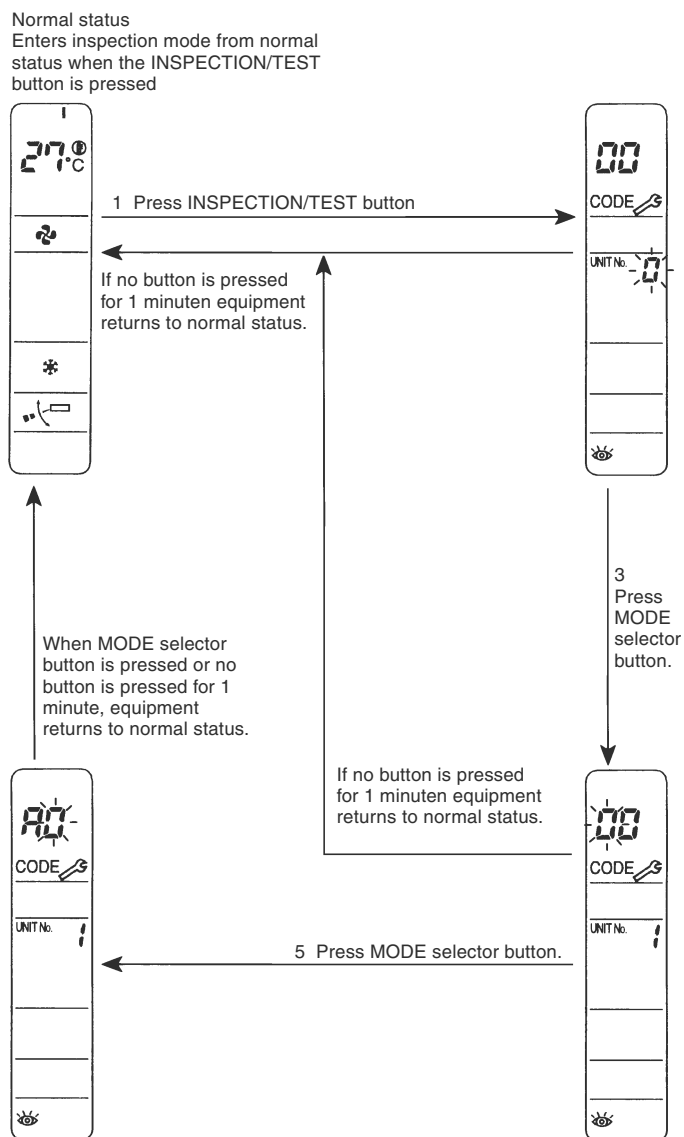 Normal status
Enters inspection mode from normal
status when the INSPECTION/TEST
button is pressed
27°C
1 Press INSPECTION/TEST button
00
CODE
UNIT No. 0
If no button is pressed
for 1 minuten equipment
returns to normal status.
3
Press
MODE
selector
button.
When MODE selector
button is pressed or no
button is pressed for 1
minute, equipment
returns to normal status.
If no button is pressed
for 1 minuten equipment
returns to normal status.
A0
CODE
UNIT No. 1
5 Press MODE selector button.
00
CODE
UNIT No. 1